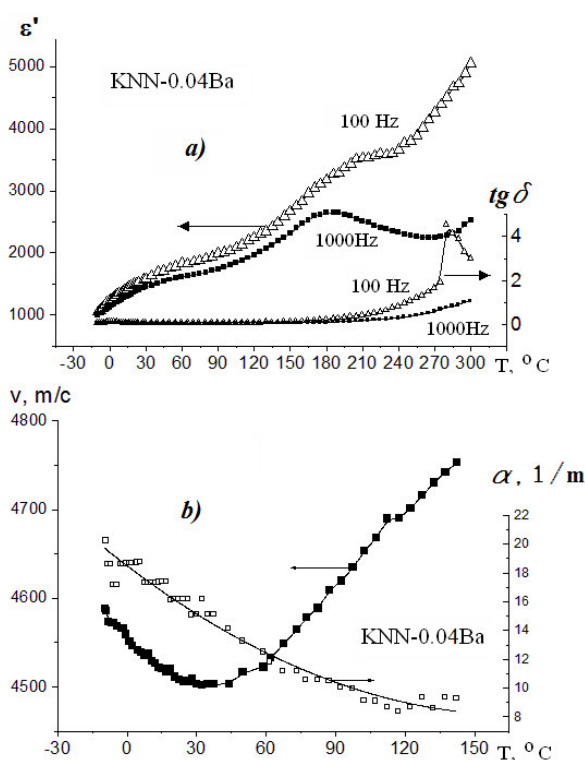 ε'
5000
KNN-0.04Ba
4000
100 Hz
a)
3000
tg δ
1000Hz
4
2000
100 Hz
2
1000
1000Hz
0
-30 0 30 60 90 120 150 180 210 240 270 300
T, °C
v, m/c
4800
α, 1/m
4700
b)
22
20
18
4600
16
14
KNN-0.04Ba
12
4500
10
8
-30 0 30 60 90 120 150
T, °C